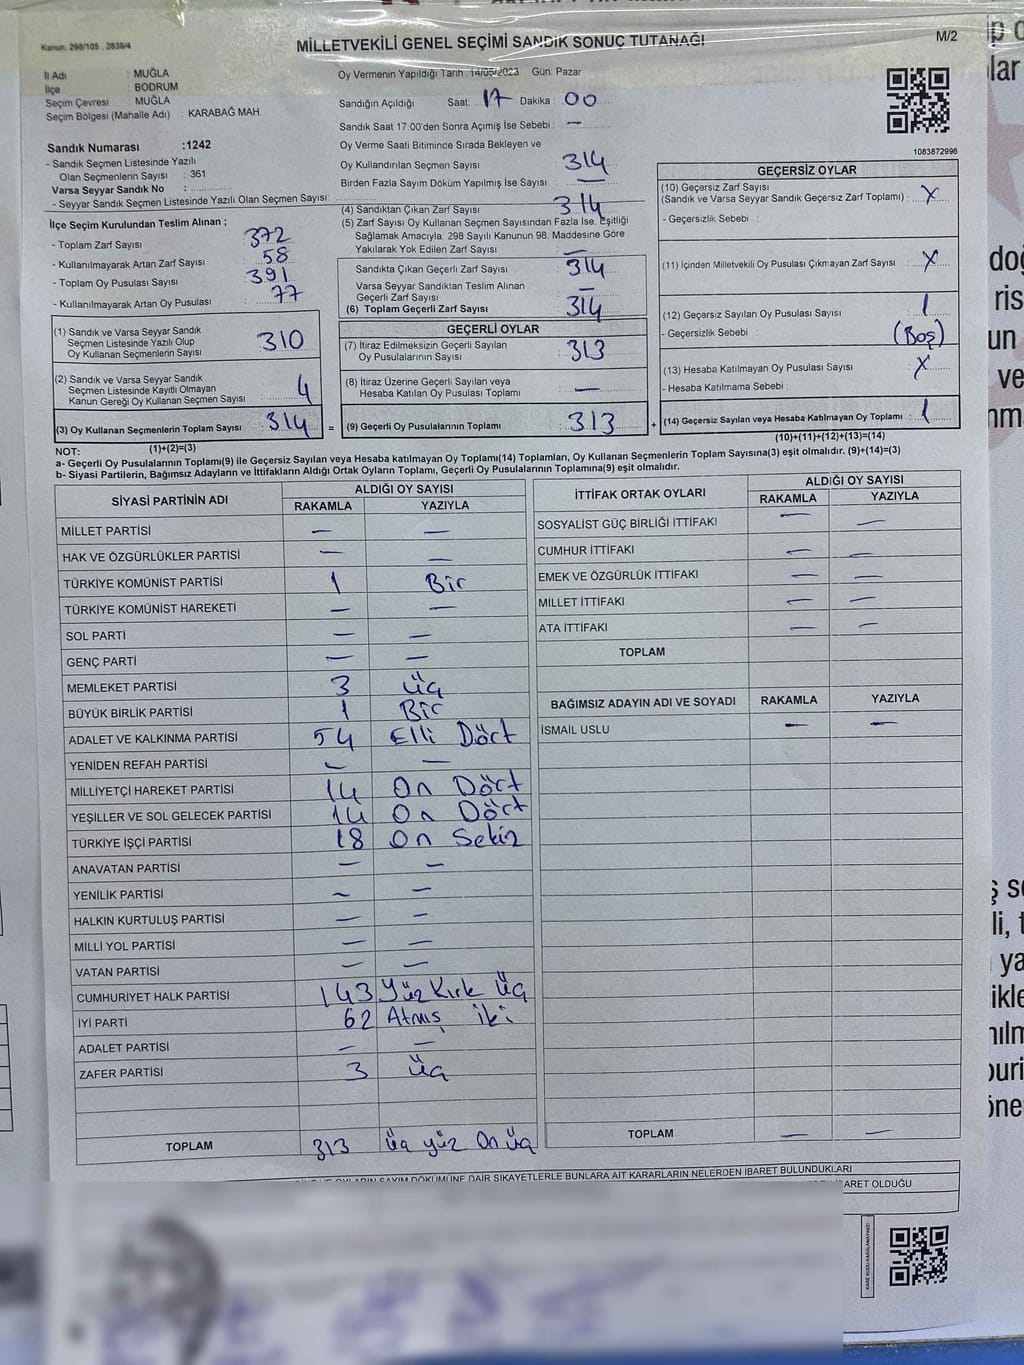 Kanun: 298/105 , 2839/4
MİLLETVEKİLİ GENEL SEÇİMİ SANDIK SONUÇ TUTANAĞI
M/2
İl Adı : MUĞLA
İlçe : BODRUM
Seçim Çevresi : MUĞLA
Seçim Bölgesi (Mahalle Adı) : KARABAĞ MAH.
Sandık Numarası :1242
- Sandık Seçmen Listesinde Yazılı
Olan Seçmenlerin Sayısı : 361
Varsa Seyyar Sandık No :
- Seyyar Sandık Seçmen Listesinde Yazılı Olan Seçmen Sayısı:
İlçe Seçim Kurulundan Teslim Alınan ;
- Toplam Zarf Sayısı : 372
- Kullanılmayarak Artan Zarf Sayısı : 58
- Toplam Oy Pusulası Sayısı : 391
- Kullanılmayarak Artan Oy Pusulası : 77
(1) Sandık ve Varsa Seyyar Sandık
Seçmen Listesinde Yazılı Olup
Oy Kullanan Seçmenlerin Sayısı : 310
(2) Sandık ve Varsa Seyyar Sandık
Seçmen Listesinde Kayıtlı Olmayan
Kanun Gereği Oy Kullanan Seçmen Sayısı : 4
(3) Oy Kullanan Seçmenlerin Toplam Sayısı : 314
(1)+(2)=(3)
Oy Vermenin Yapıldığı Tarih :14/05/2023 Gün: Pazar
Sandığın Açıldığı Saat: 17 Dakika : 00
Sandık Saat 17.00'den Sonra Açılmış İse Sebebi : —
Oy Verme Saati Bitiminde Sırada Bekleyen ve
Oy Kullandırılan Seçmen Sayısı : 314
Birden Fazla Sayım Döküm Yapılmış İse Sayısı : —
(4) Sandıktan Çıkan Zarf Sayısı : 314
(5) Zarf Sayısı Oy Kullanan Seçmen Sayısından Fazla İse, Eşitliği
Sağlamak Amacıyla, 298 Sayılı Kanunun 98. Maddesine Göre
Yakılarak Yok Edilen Zarf Sayısı : —
Sandıkta Çıkan Geçerli Zarf Sayısı : 314
Varsa Seyyar Sandıktan Teslim Alınan
Geçerli Zarf Sayısı : —
(6) Toplam Geçerli Zarf Sayısı : 314
GEÇERLİ OYLAR
(7) İtiraz Edilmeksizin Geçerli Sayılan
Oy Pusulalarının Sayısı : 313
(8) İtiraz Üzerine Geçerli Sayılan veya
Hesaba Katılan Oy Pusulası Toplamı : —
= (9) Geçerli Oy Pusulalarının Toplamı : 313 +
1083872996
GEÇERSİZ OYLAR
(10) Geçersiz Zarf Sayısı
(Sandık ve Varsa Seyyar Sandık Geçersiz Zarf Toplamı) : X
- Geçersizlik Sebebi :
(11) İçinden Milletvekili Oy Pusulası Çıkmayan Zarf Sayısı : X
(12) Geçersiz Sayılan Oy Pusulası Sayısı : 1
- Geçersizlik Sebebi : (Boş)
(13) Hesaba Katılmayan Oy Pusulası Sayısı : X
- Hesaba Katılmama Sebebi :
(14) Geçersiz Sayılan veya Hesaba Katılmayan Oy Toplamı : 1
(10)+(11)+(12)+(13)=(14)
NOT:
a- Geçerli Oy Pusulalarının Toplamı(9) ile Geçersiz Sayılan veya Hesaba katılmayan Oy Toplamı(14) Toplamları, Oy Kullanan Seçmenlerin Toplam Sayısına(3) eşit olmalıdır. (9)+(14)=(3)
b- Siyasi Partilerin, Bağımsız Adayların ve İttifakların Aldığı Ortak Oyların Toplamı, Geçerli Oy Pusulalarının Toplamına(9) eşit olmalıdır.
SİYASİ PARTİNİN ADI ALDIĞI OY SAYISI
RAKAMLA YAZIYLA
MİLLET PARTİSİ — —
HAK VE ÖZGÜRLÜKLER PARTİSİ — —
TÜRKİYE KOMÜNİST PARTİSİ 1 Bir
TÜRKİYE KOMÜNİST HAREKETİ — —
SOL PARTİ — —
GENÇ PARTİ — —
MEMLEKET PARTİSİ 3 Üç
BÜYÜK BİRLİK PARTİSİ 1 Bir
ADALET VE KALKINMA PARTİSİ 54 Elli Dört
YENİDEN REFAH PARTİSİ — —
MİLLİYETÇİ HAREKET PARTİSİ 14 On Dört
YEŞİLLER VE SOL GELECEK PARTİSİ 14 On Dört
TÜRKİYE İŞÇİ PARTİSİ 18 On Sekiz
ANAVATAN PARTİSİ — —
YENİLİK PARTİSİ — —
HALKIN KURTULUŞ PARTİSİ — —
MİLLİ YOL PARTİSİ — —
VATAN PARTİSİ — —
CUMHURİYET HALK PARTİSİ 143 Yüz Kırk Üç
İYİ PARTİ 62 Atmış iki
ADALET PARTİSİ — —
ZAFER PARTİSİ 3 Üç
TOPLAM 313 Üç yüz On üç
İTTİFAK ORTAK OYLARI ALDIĞI OY SAYISI
RAKAMLA YAZIYLA
SOSYALİST GÜÇ BİRLİĞİ İTTİFAKI — —
CUMHUR İTTİFAKI — —
EMEK VE ÖZGÜRLÜK İTTİFAKI — —
MİLLET İTTİFAKI — —
ATA İTTİFAKI — —
TOPLAM
BAĞIMSIZ ADAYIN ADI VE SOYADI RAKAMLA YAZIYLA
İSMAİL USLU — —
TOPLAM — —
OYLARIN SAYIM DÖKÜMÜNE DAİR ŞİKAYETLERLE BUNLARA AİT KARARLARIN NELERDEN İBARET BULUNDUKLARI
İBARET OLDUĞU